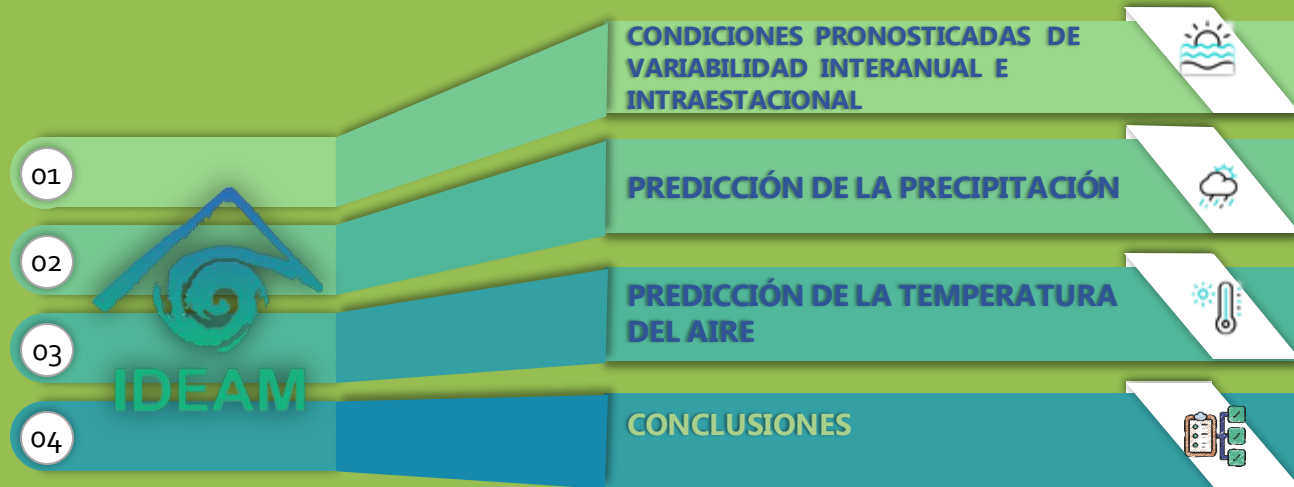 01
CONDICIONES PRONOSTICADAS DE
VARIABILIDAD INTERANUAL E
INTRAESTACIONAL
02
PREDICCIÓN DE LA PRECIPITACIÓN
03
PREDICCIÓN DE LA TEMPERATURA
DEL AIRE
04
CONCLUSIONES
IDEAM